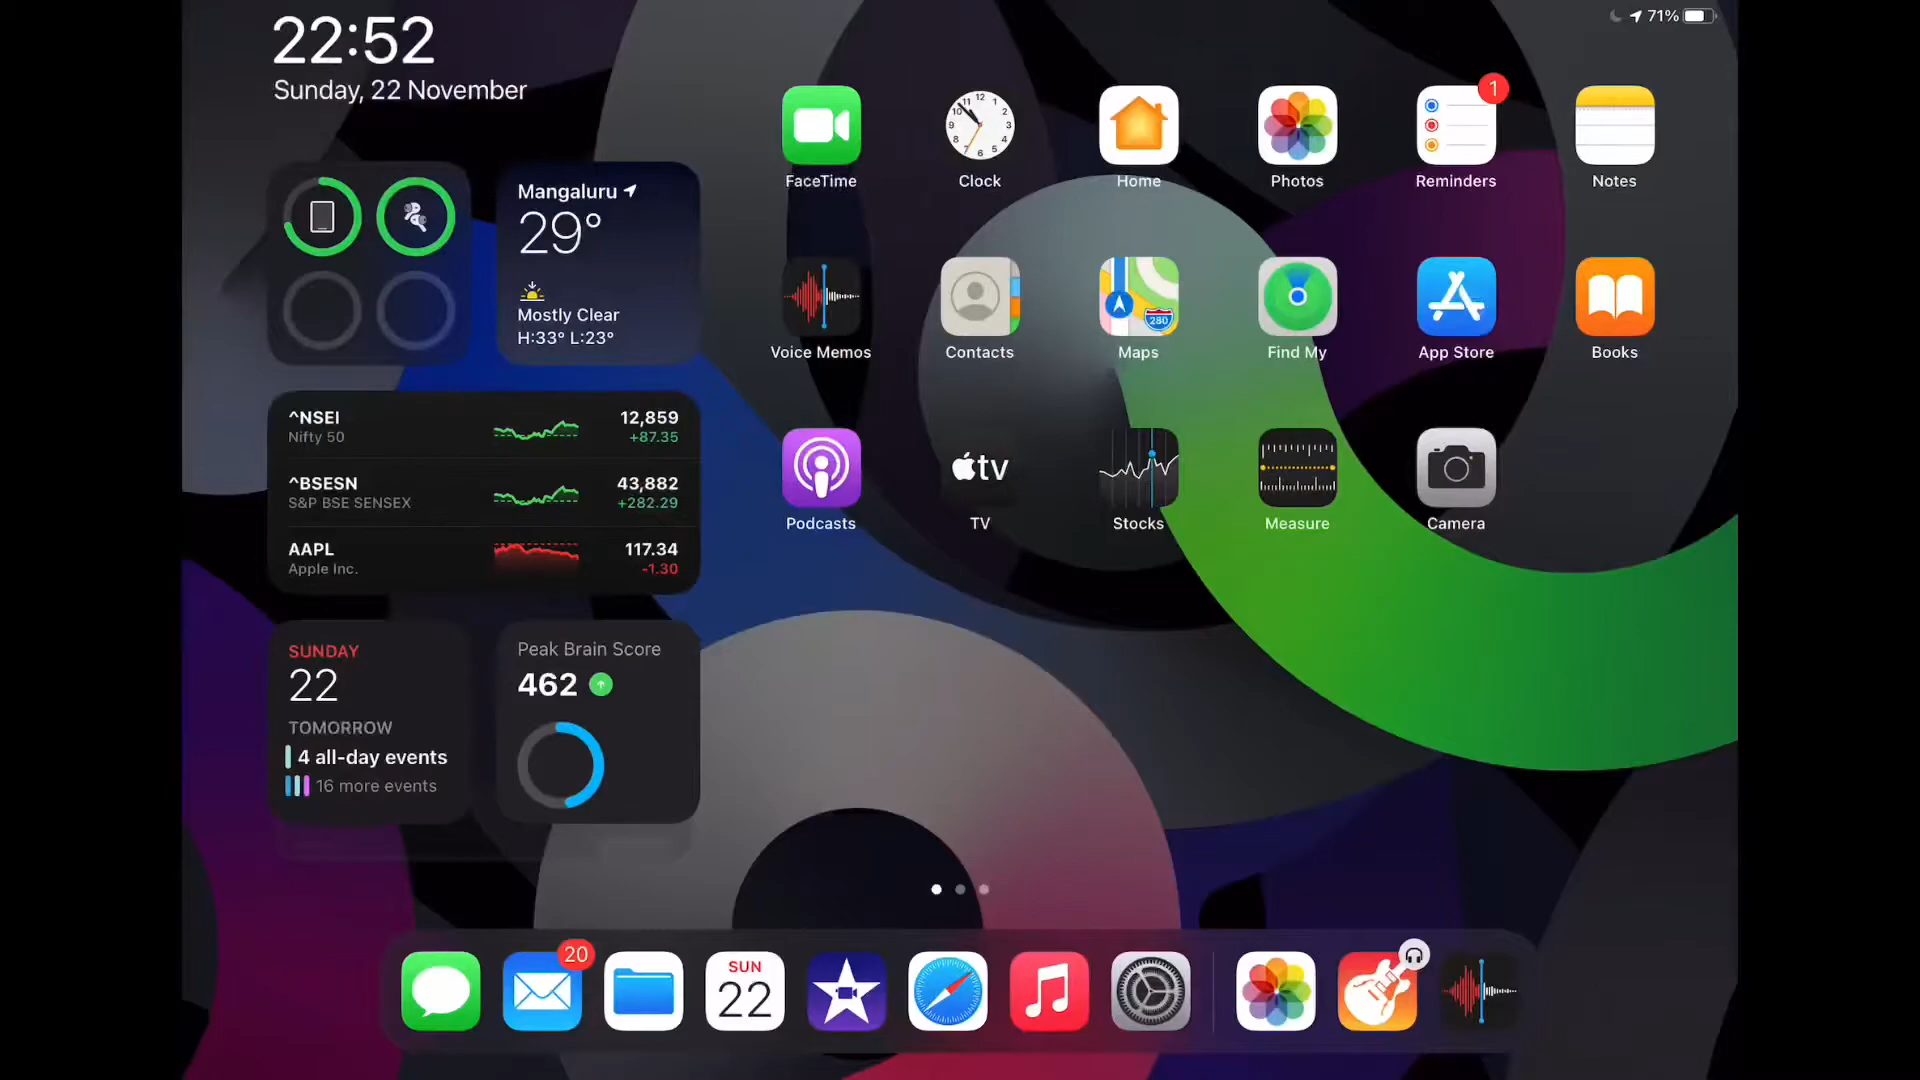 22:52
Sunday, 22 November
71%
Mangaluru
29°
Mostly Clear
H:33° L:23°
^NSEI
Nifty 50
12,859
+87.35
^BSESN
S&P BSE SENSEX
43,882
+282.29
AAPL
Apple Inc.
117.34
-1.30
SUNDAY
22
TOMORROW
4 all-day events
16 more events
Peak Brain Score
462
1
FaceTime
Clock
Home
Photos
Reminders
Notes
280
Voice Memos
Contacts
Maps
Find My
App Store
Books
tv
Podcasts
TV
Stocks
Measure
Camera
20
SUN
22